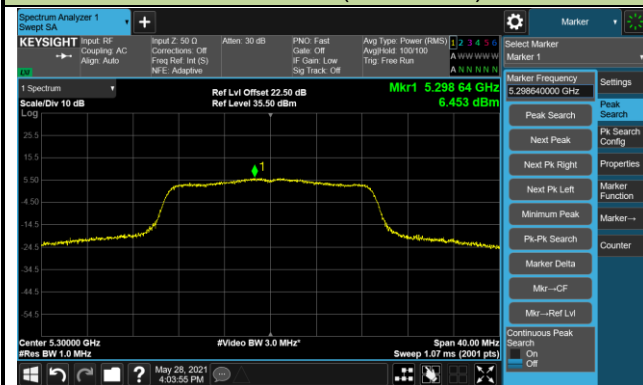 Spectrum Analyzer 1
Swept SA
Marker
KEYSIGHT
Input: RF
Coupling: AC
Align: Auto
Input Z: 50 Ω
Corrections: Off
Freq Ref: Int (S)
NFE: Adaptive
Atten: 30 dB
PNO: Fast
Gate: Off
IF Gain: Low
Sig Track: Off
Avg Type: Power (RMS)
Avg|Hold: 100/100
Trig: Free Run
1 2 3 4 5 6
A W W W W W
A N N N N N
LM
Select Marker
Marker 1
1 Spectrum
Scale/Div 10 dB
Log
Ref Lvl Offset 22.50 dB
Ref Level 35.50 dBm
Mkr1 5.298 64 GHz
6.453 dBm
25.5
15.5
5.50
-4.50
-14.5
-24.5
-34.5
-44.5
-54.5
1
Center 5.30000 GHz
#Res BW 1.0 MHz
#Video BW 3.0 MHz*
Span 40.00 MHz
Sweep 1.07 ms (2001 pts)
Marker Frequency
5.298640000 GHz
Peak Search
Next Peak
Next Pk Right
Next Pk Left
Minimum Peak
Pk-Pk Search
Marker Delta
Mkr→CF
Mkr→Ref Lvl
Continuous Peak
Search
On
Off
Settings
Peak
Search
Pk Search
Config
Properties
Marker
Function
Marker→
Counter
?
May 28, 2021
4:03:55 PM